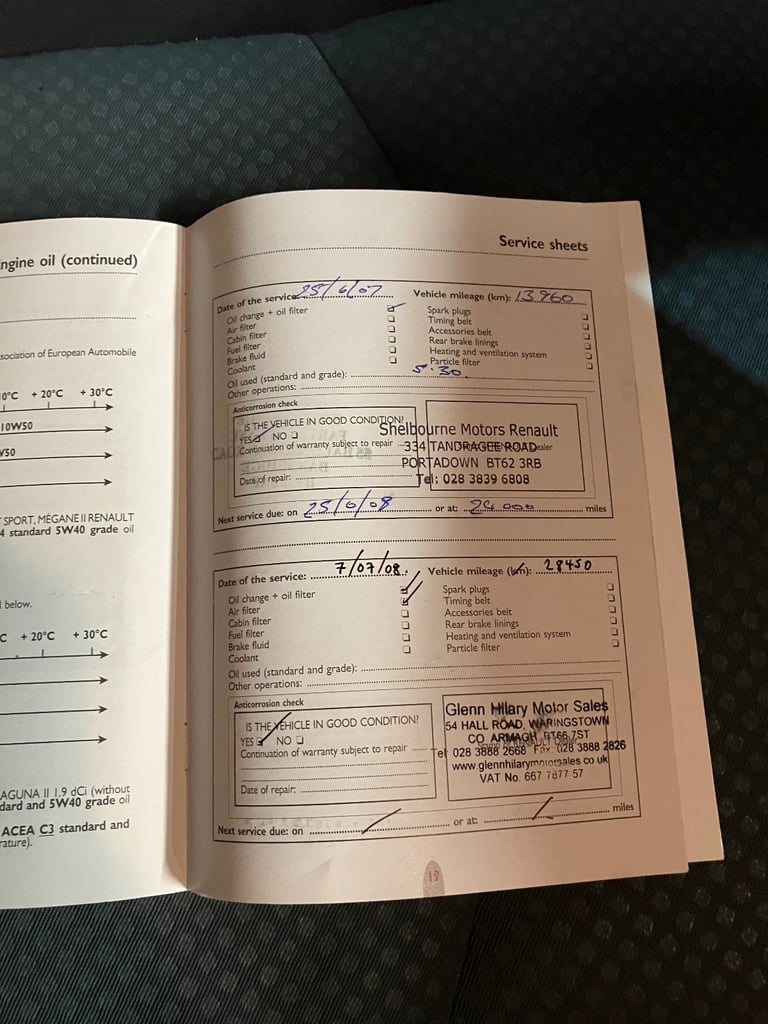 ngine oil (continued)
sociation of European Automobile
0°C + 20°C + 30°C
10W50
W50
SPORT, MÉGANE II RENAULT
4 standard 5W40 grade oil
below.
C + 20°C + 30°C
AGUNA II 1.9 dCi (without
dard and 5W40 grade oil
ACEA C3 standard and
rature).
Service sheets
Date of the service: 25/6/07 Vehicle mileage (km): 13960
Oil change + oil filter
Air filter
Cabin filter
Fuel filter
Brake fluid
Coolant
Spark plugs
Timing belt
Accessories belt
Rear brake linings
Heating and ventilation system
Particle filter
Oil used (standard and grade): 5.30
Other operations:
Anticorrosion check
IS THE VEHICLE IN GOOD CONDITION?
YES NO
Continuation of warranty subject to repair
Date of repair:
Shelbourne Motors Renault
334 TANDRAGEE ROAD
PORTADOWN BT62 3RB
Tel: 028 3839 6808
Next service due: on 25/6/08 or at: 24000 miles
Date of the service: 7/07/08 Vehicle mileage (km): 28450
Oil change + oil filter
Air filter
Cabin filter
Fuel filter
Brake fluid
Coolant
Spark plugs
Timing belt
Accessories belt
Rear brake linings
Heating and ventilation system
Particle filter
Oil used (standard and grade):
Other operations:
Anticorrosion check
IS THE VEHICLE IN GOOD CONDITION?
YES NO
Continuation of warranty subject to repair
Date of repair:
Glenn Hilary Motor Sales
54 HALL ROAD, WARINGSTOWN
CO ARMAGH BT66 7ST
Tel 028 3888 2668 Fax 028 3888 2826
www.glennhilarymotorsales.co.uk
VAT No. 667 7877 57
Next service due: on or at: miles
19